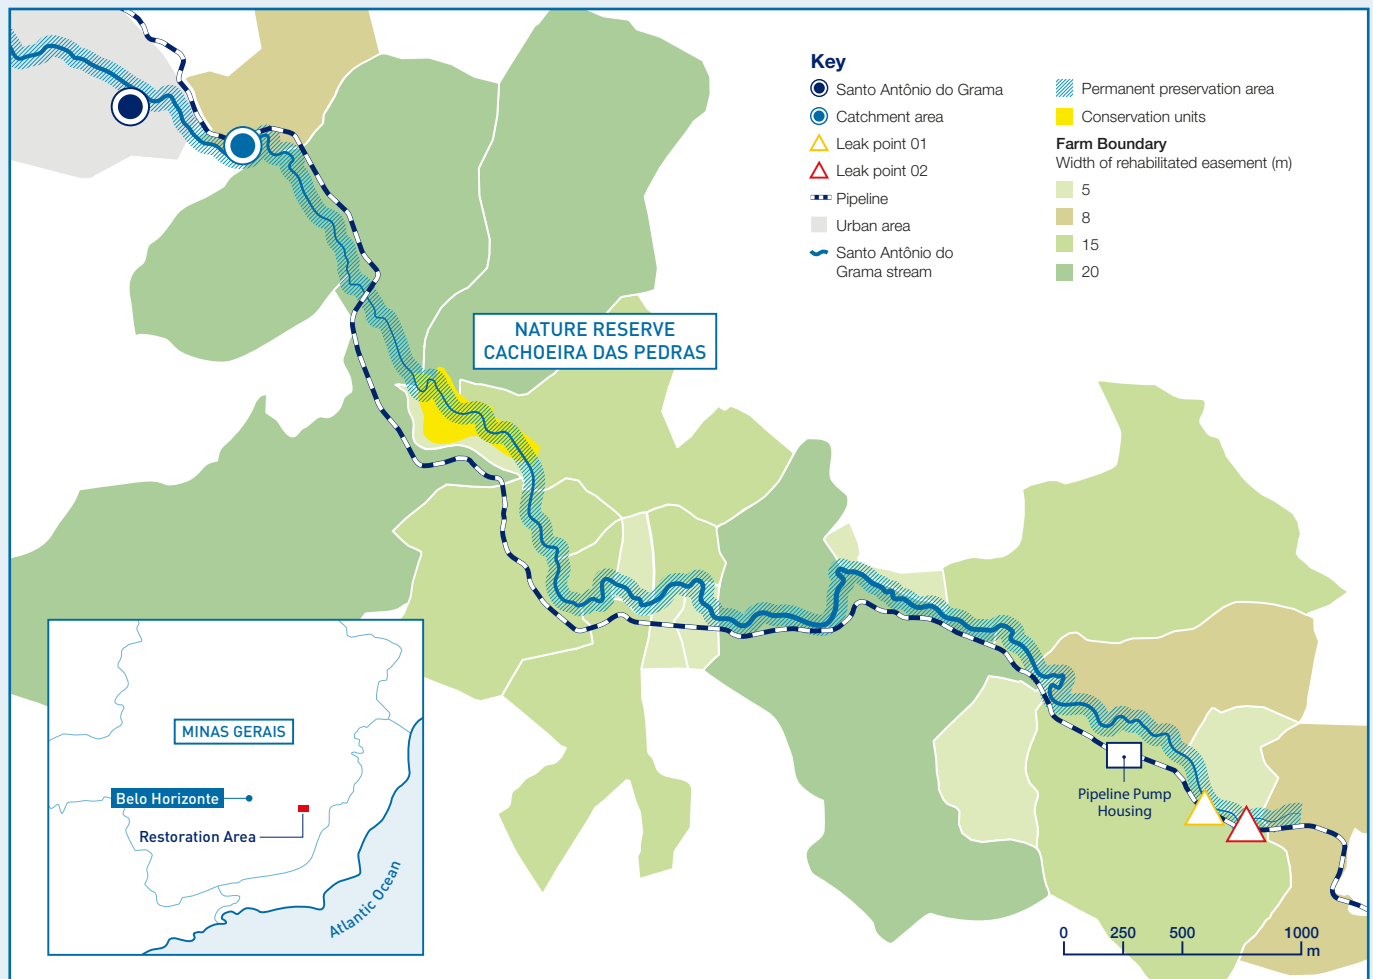 Key
Santo Antônio do Grama
Catchment area
Leak point 01
Leak point 02
Pipeline
Urban area
Santo Antônio do
Grama stream
Permanent preservation area
Conservation units
Farm Boundary
Width of rehabilitated easement (m)
5
8
15
20
NATURE RESERVE
CACHOEIRA DAS PEDRAS
MINAS GERAIS
Belo Horizonte
Restoration Area
Atlantic Ocean
Pipeline Pump
Housing
0 250 500 1000
m